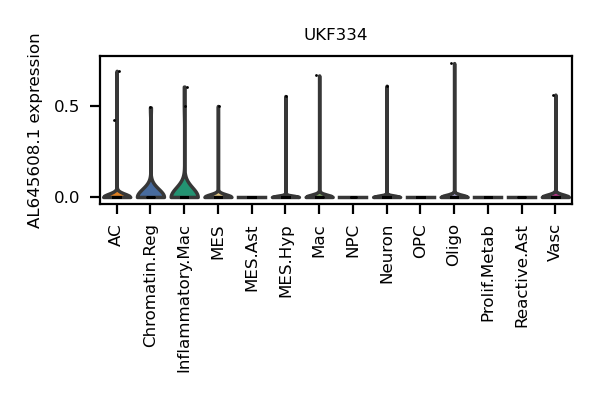 UKF334
AL645608.1 expression
0.5
0.0
AC
Chromatin.Reg
Inflammatory.Mac
MES
MES.Ast
MES.Hyp
Mac
NPC
Neuron
OPC
Oligo
Prolif.Metab
Reactive.Ast
Vasc